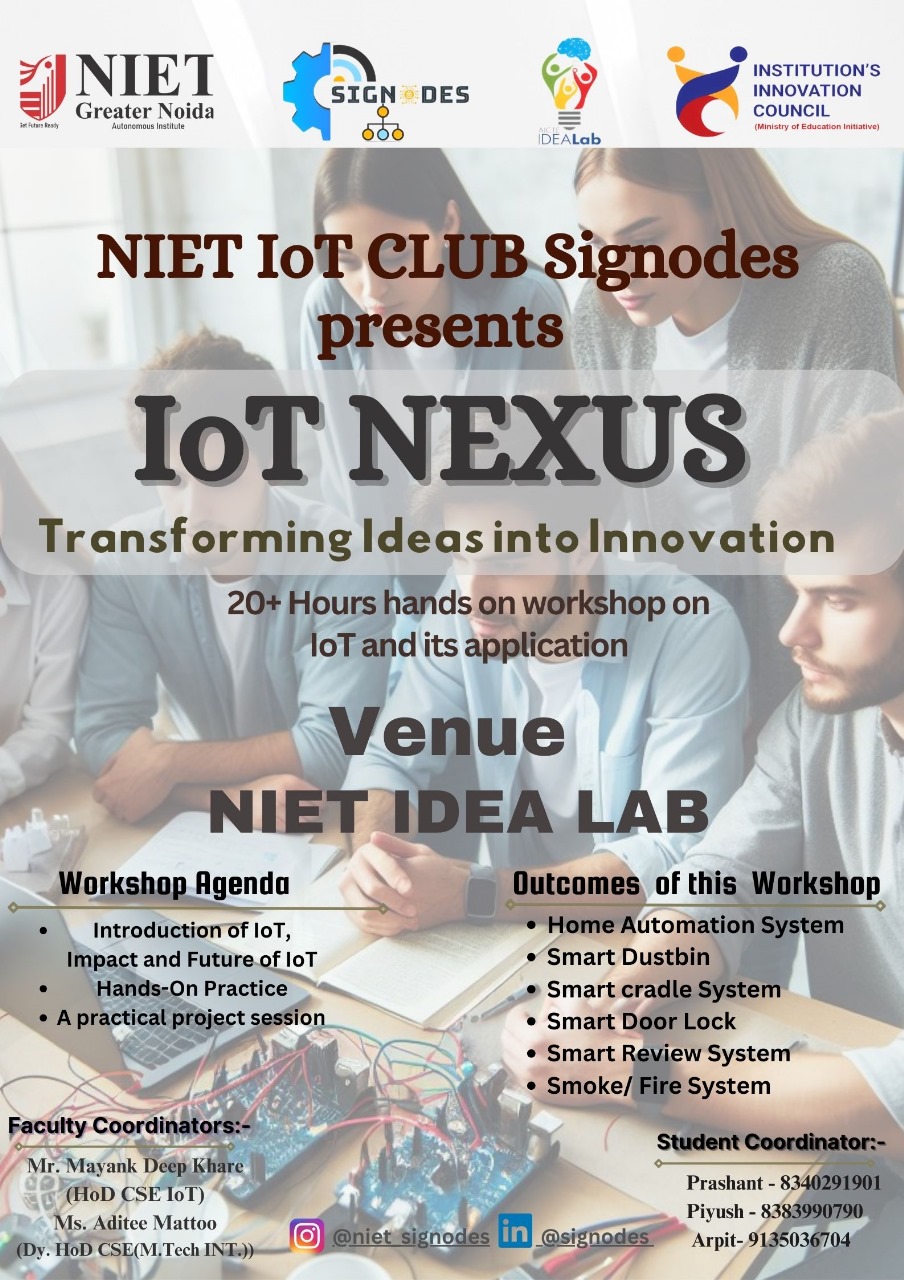 NIET
Greater Noida
Get Future Ready
Autonomous Institute
SIGNODES
AICTE
IDEALab
INSTITUTION'S
INNOVATION
COUNCIL
(Ministry of Education Initiative)
NIET IoT CLUB Signodes
presents
IoT NEXUS
Transforming Ideas into Innovation
20+ Hours hands on workshop on
IoT and its application
Venue
NIET IDEA LAB
Workshop Agenda
• Introduction of IoT,
Impact and Future of IoT
• Hands-On Practice
• A practical project session
Outcomes of this Workshop
• Home Automation System
• Smart Dustbin
• Smart cradle System
• Smart Door Lock
• Smart Review System
• Smoke/ Fire System
Faculty Coordinators:-
Mr. Mayank Deep Khare
(HoD CSE IoT)
Ms. Aditee Mattoo
(Dy. HoD CSE(M.Tech INT.))
@niet_signodes
@signodes
Student Coordinator:-
Prashant - 8340291901
Piyush - 8383990790
Arpit- 9135036704